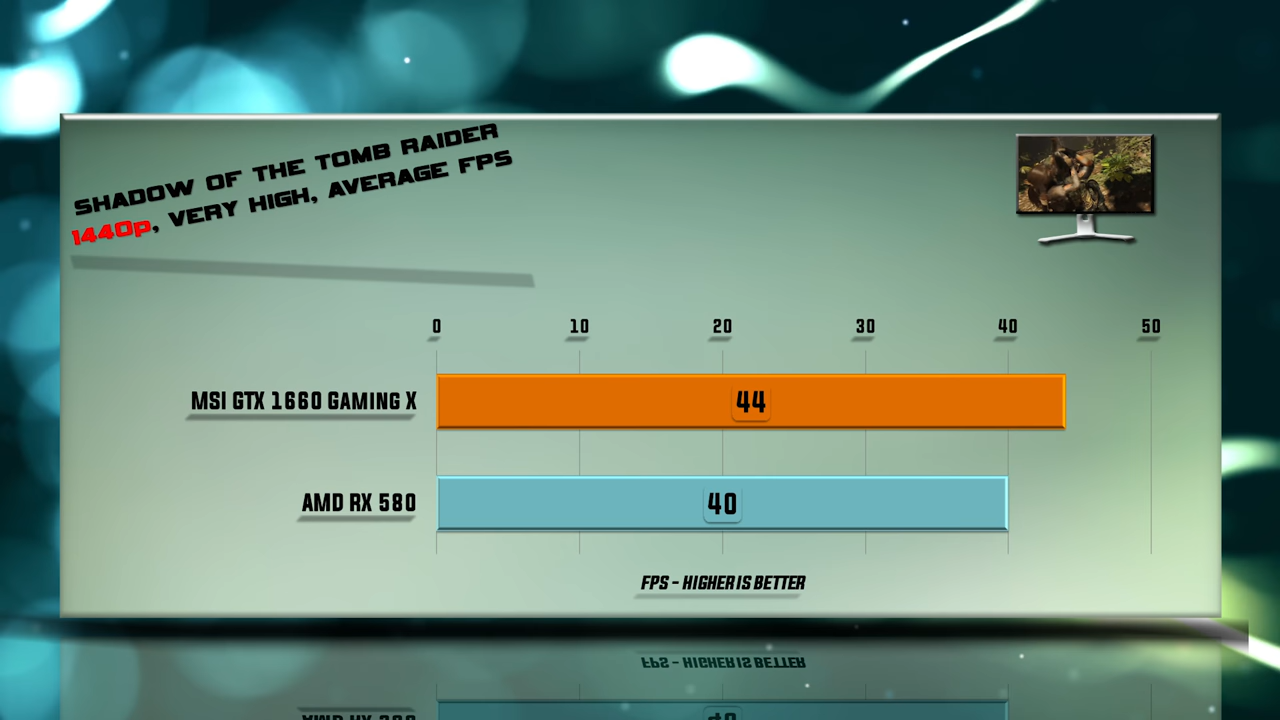 SHADOW OF THE TOMB RAIDER
1440p, VERY HIGH, AVERAGE FPS
0 10 20 30 40 50
MSI GTX 1660 GAMING X 44
AMD RX 580 40
FPS - HIGHER IS BETTER